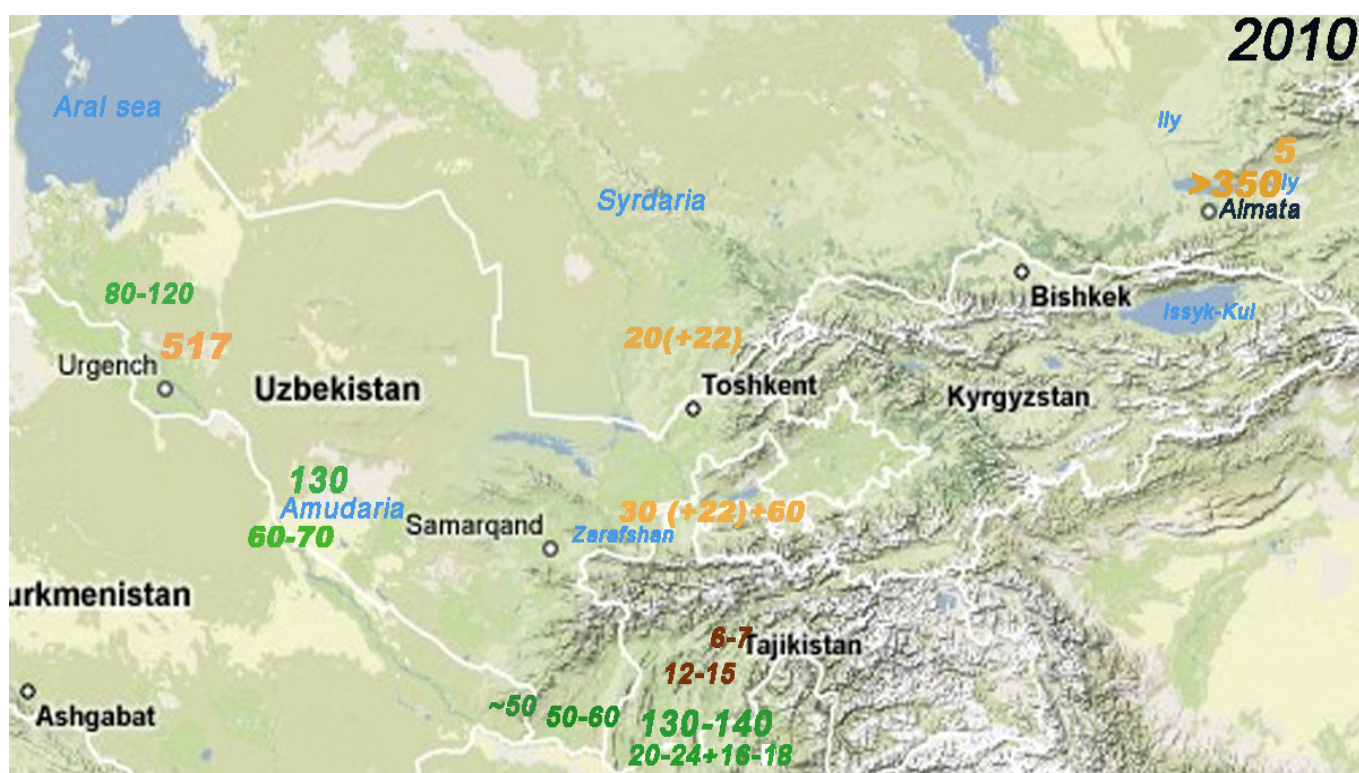 2010
Aral sea
Ily
5
>350 Ily
Almata
Syrdaria
Bishkek
Issyk-Kul
80-120
517
20(+22)
Urgench
Uzbekistan
Toshkent
Kyrgyzstan
130
Amudaria
30 (+22)+60
Samarqand
Zarafshan
60-70
urkmenistan
6-7
Tajikistan
12-15
Ashgabat
~50
50-60
130-140
20-24+16-18